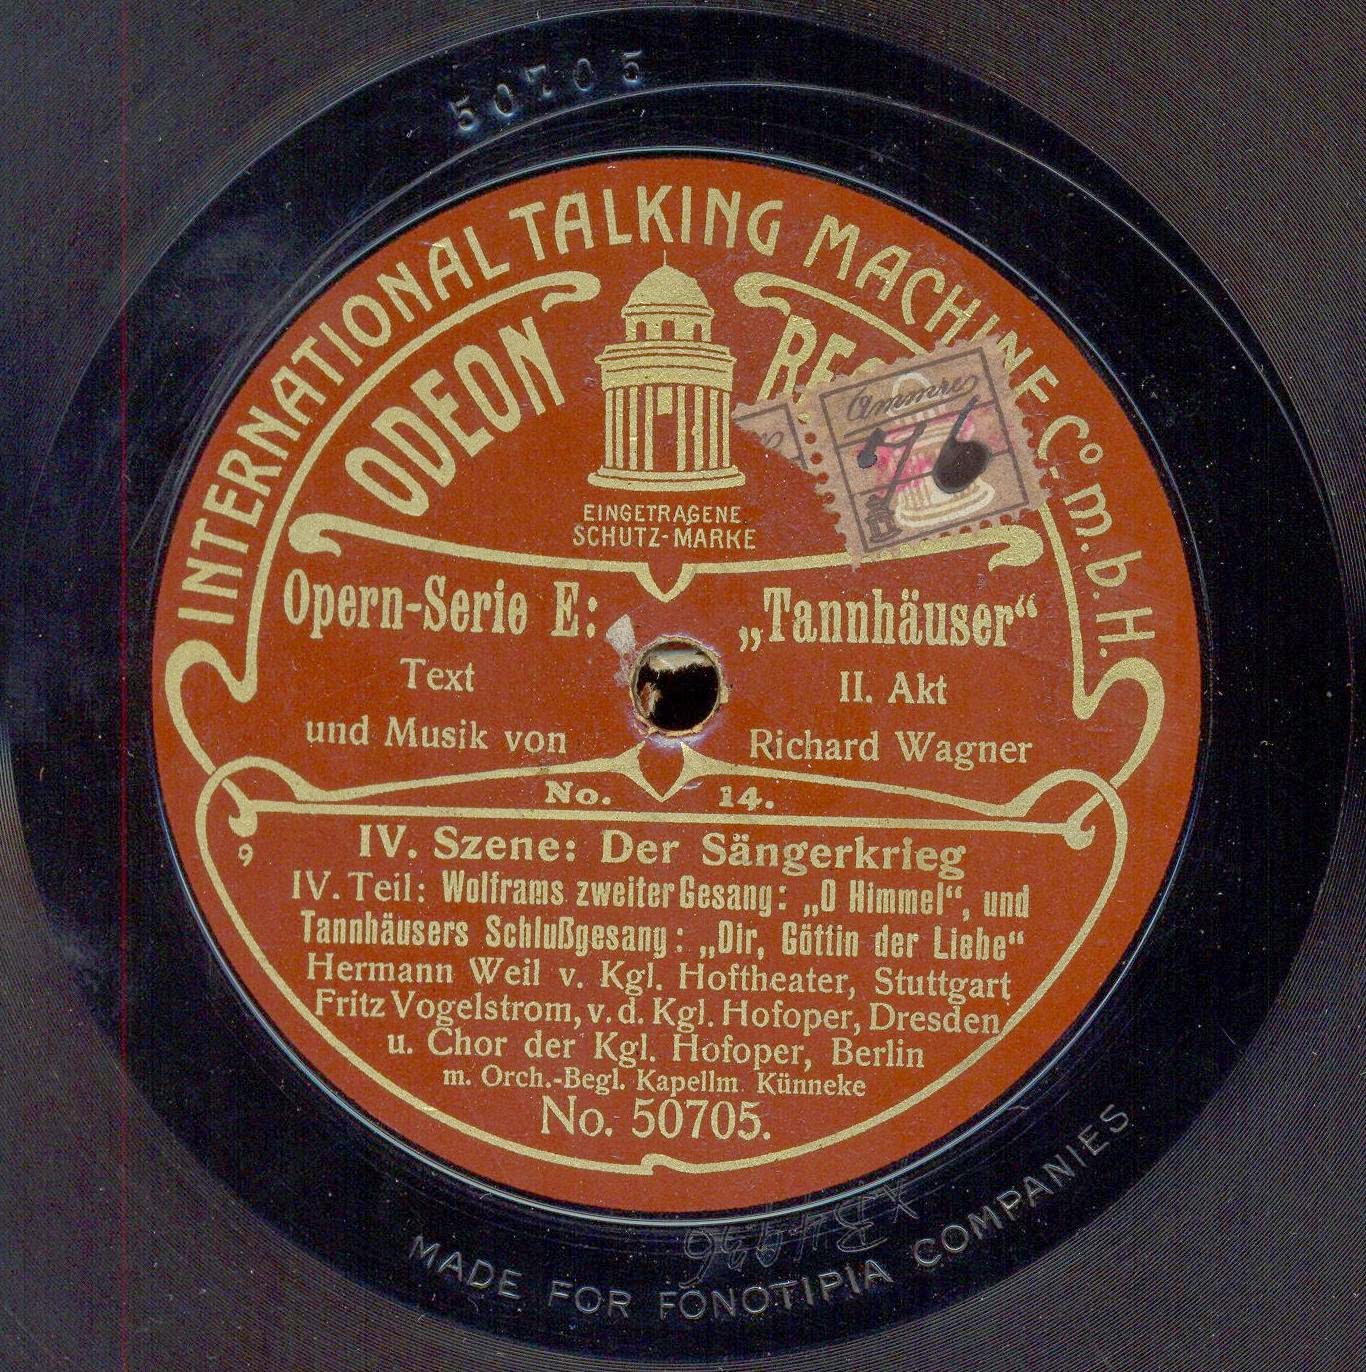 50705
INTERNATIONAL TALKING MACHINE Co. m. b. H.
ODEON
EINGETRAGENE
SCHUTZ-MARKE
Opern-Serie E: „Tannhäuser“
Text II. Akt
und Musik von Richard Wagner
No. 14.
IV. Szene: Der Sängerkrieg
9
IV. Teil: Wolframs zweiter Gesang: „O Himmel“, und
Tannhäusers Schlußgesang: „Dir, Göttin der Liebe“
Hermann Weil v. Kgl. Hoftheater, Stuttgart
Fritz Vogelstrom, v. d. Kgl. Hofoper, Dresden
u. Chor der Kgl. Hofoper, Berlin
m. Orch.-Begl. Kapellm. Künneke
No. 50705.
MADE FOR FONOTIPIA COMPANIES